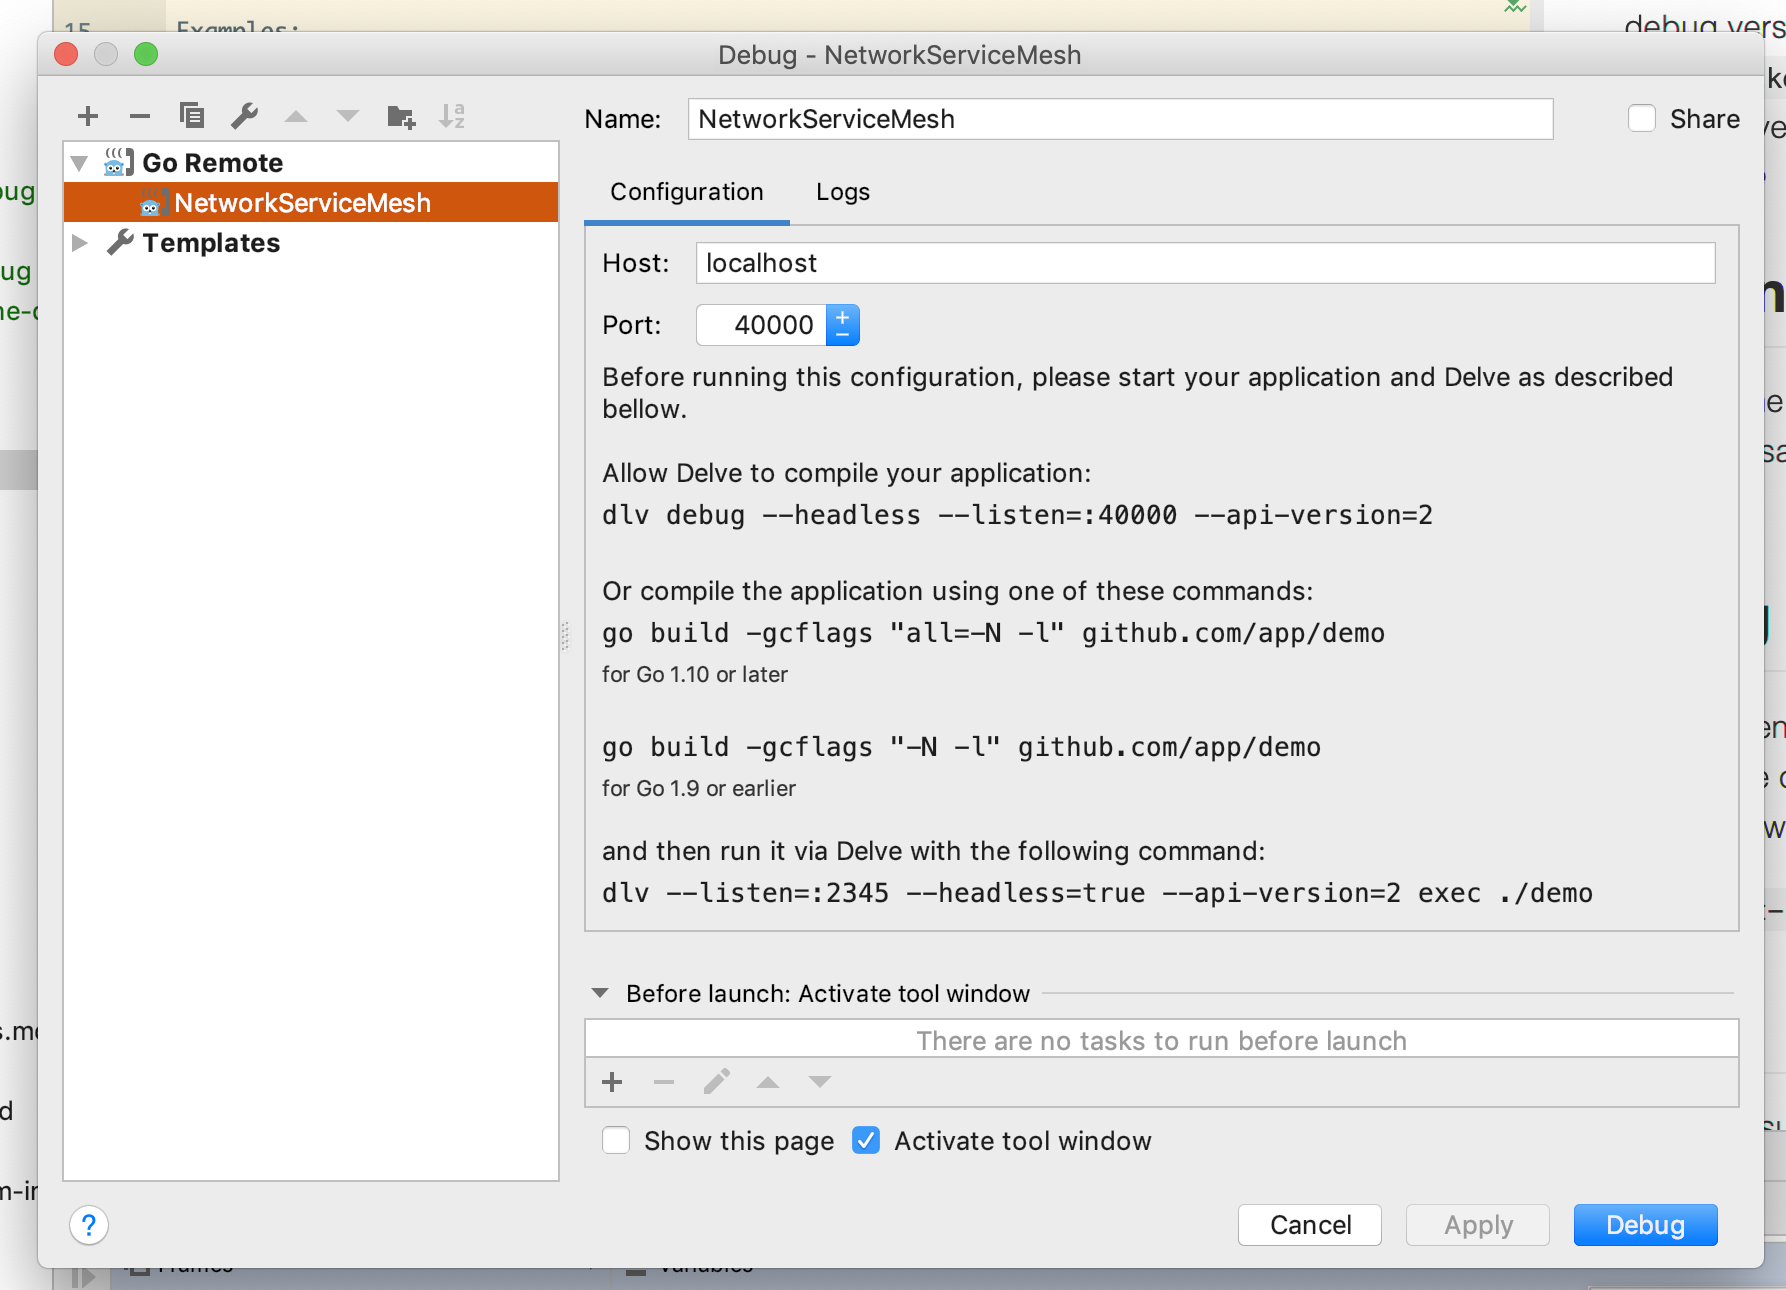 15
Examples:
Debug - NetworkServiceMesh
Go Remote
NetworkServiceMesh
Templates
Name:
NetworkServiceMesh
Share
Configuration
Logs
Host:
localhost
Port:
40000
Before running this configuration, please start your application and Delve as described
bellow.
Allow Delve to compile your application:
dlv debug --headless --listen=:40000 --api-version=2
Or compile the application using one of these commands:
go build -gcflags "all=-N -l" github.com/app/demo
for Go 1.10 or later
go build -gcflags "-N -l" github.com/app/demo
for Go 1.9 or earlier
and then run it via Delve with the following command:
dlv --listen=:2345 --headless=true --api-version=2 exec ./demo
Before launch: Activate tool window
There are no tasks to run before launch
Show this page
Activate tool window
?
Cancel
Apply
Debug
Frames
Variables